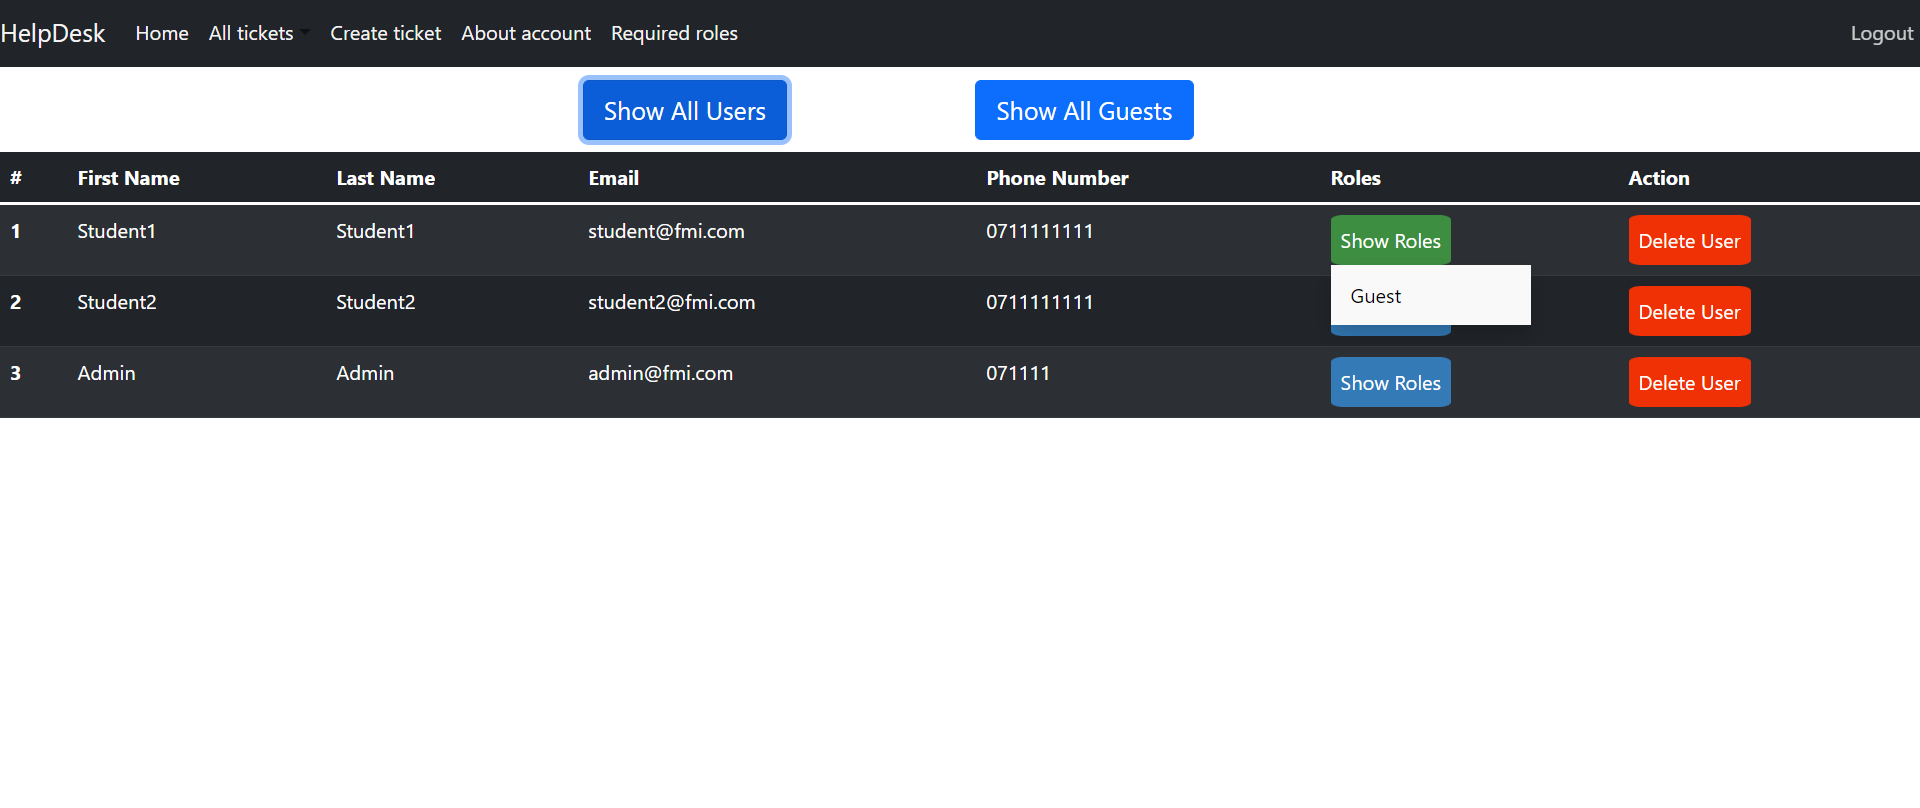 HelpDesk Home All tickets Create ticket About account Required roles Logout
Show All Users Show All Guests
# First Name Last Name Email Phone Number Roles Action
1 Student1 Student1 student@fmi.com 0711111111 Show Roles Delete User
Guest
2 Student2 Student2 student2@fmi.com 0711111111 Delete User
3 Admin Admin admin@fmi.com 071111 Show Roles Delete User